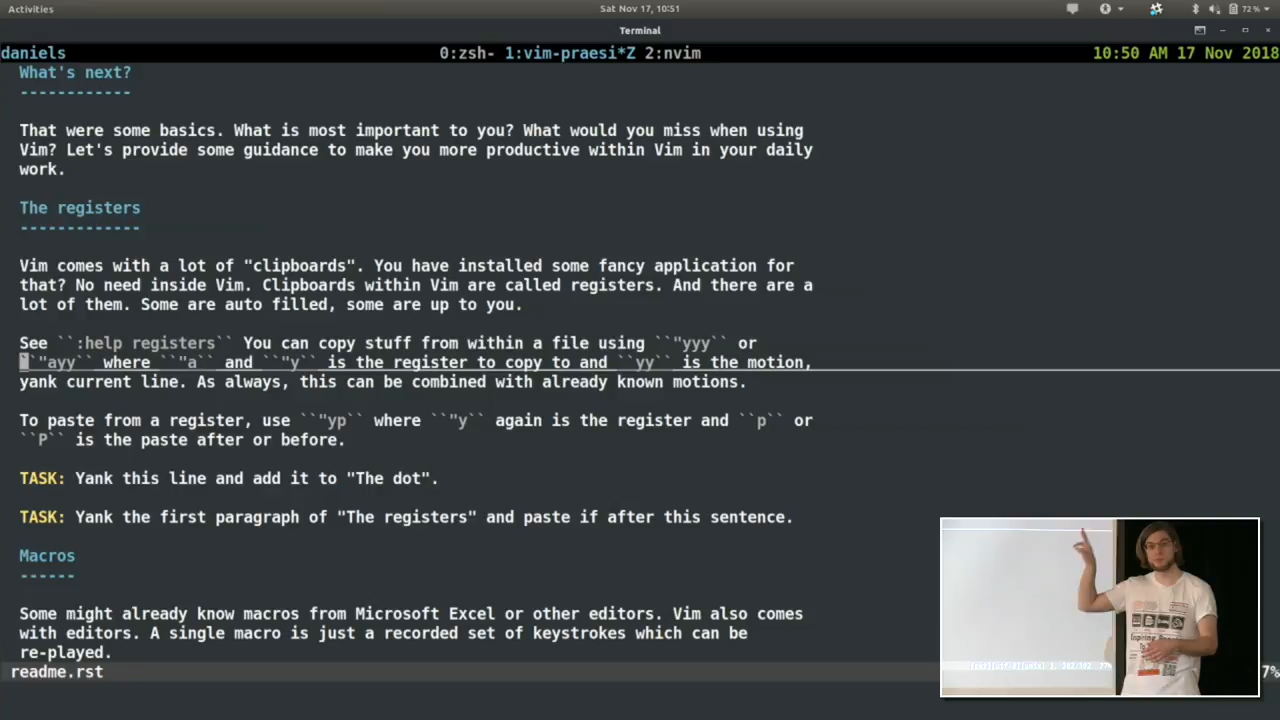 Activities
Sat Nov 17, 10:51
72 %
Terminal
daniels 0:zsh- 1:vim-praesi*Z 2:nvim 10:50 AM 17 Nov 2018
What's next?
------------
That were some basics. What is most important to you? What would you miss when using
Vim? Let's provide some guidance to make you more productive within Vim in your daily
work.
The registers
-------------
Vim comes with a lot of "clipboards". You have installed some fancy application for
that? No need inside Vim. Clipboards within Vim are called registers. And there are a
lot of them. Some are auto filled, some are up to you.
See ``:help registers`` You can copy stuff from within a file using ``"yyy`` or
``"ayy`` where ``"a`` and ``"y`` is the register to copy to and ``yy`` is the motion,
yank current line. As always, this can be combined with already known motions.
To paste from a register, use ``"yp`` where ``"y`` again is the register and ``p`` or
``P`` is the paste after or before.
TASK: Yank this line and add it to "The dot".
TASK: Yank the first paragraph of "The registers" and paste if after this sentence.
Macros
------
Some might already know macros from Microsoft Excel or other editors. Vim also comes
with editors. A single macro is just a recorded set of keystrokes which can be
re-played.
readme.rst 7%